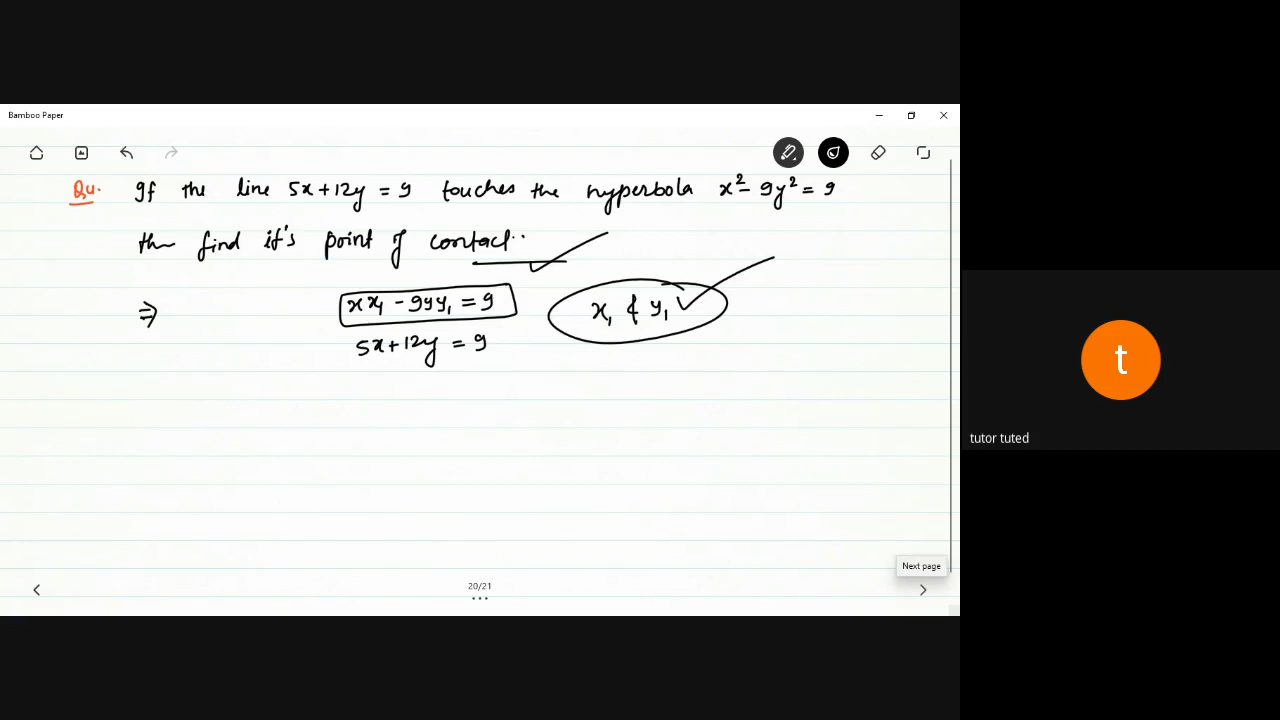 Bamboo Paper
Qu. If the line 5x+12y = 9 touches the hyperbola x² - 9y² = 9
then find it's point of contact..
⇒ xx₁ - 9yy₁ = 9 x₁ & y₁
5x+12y = 9
t
tutor tuted
Next page
20/21